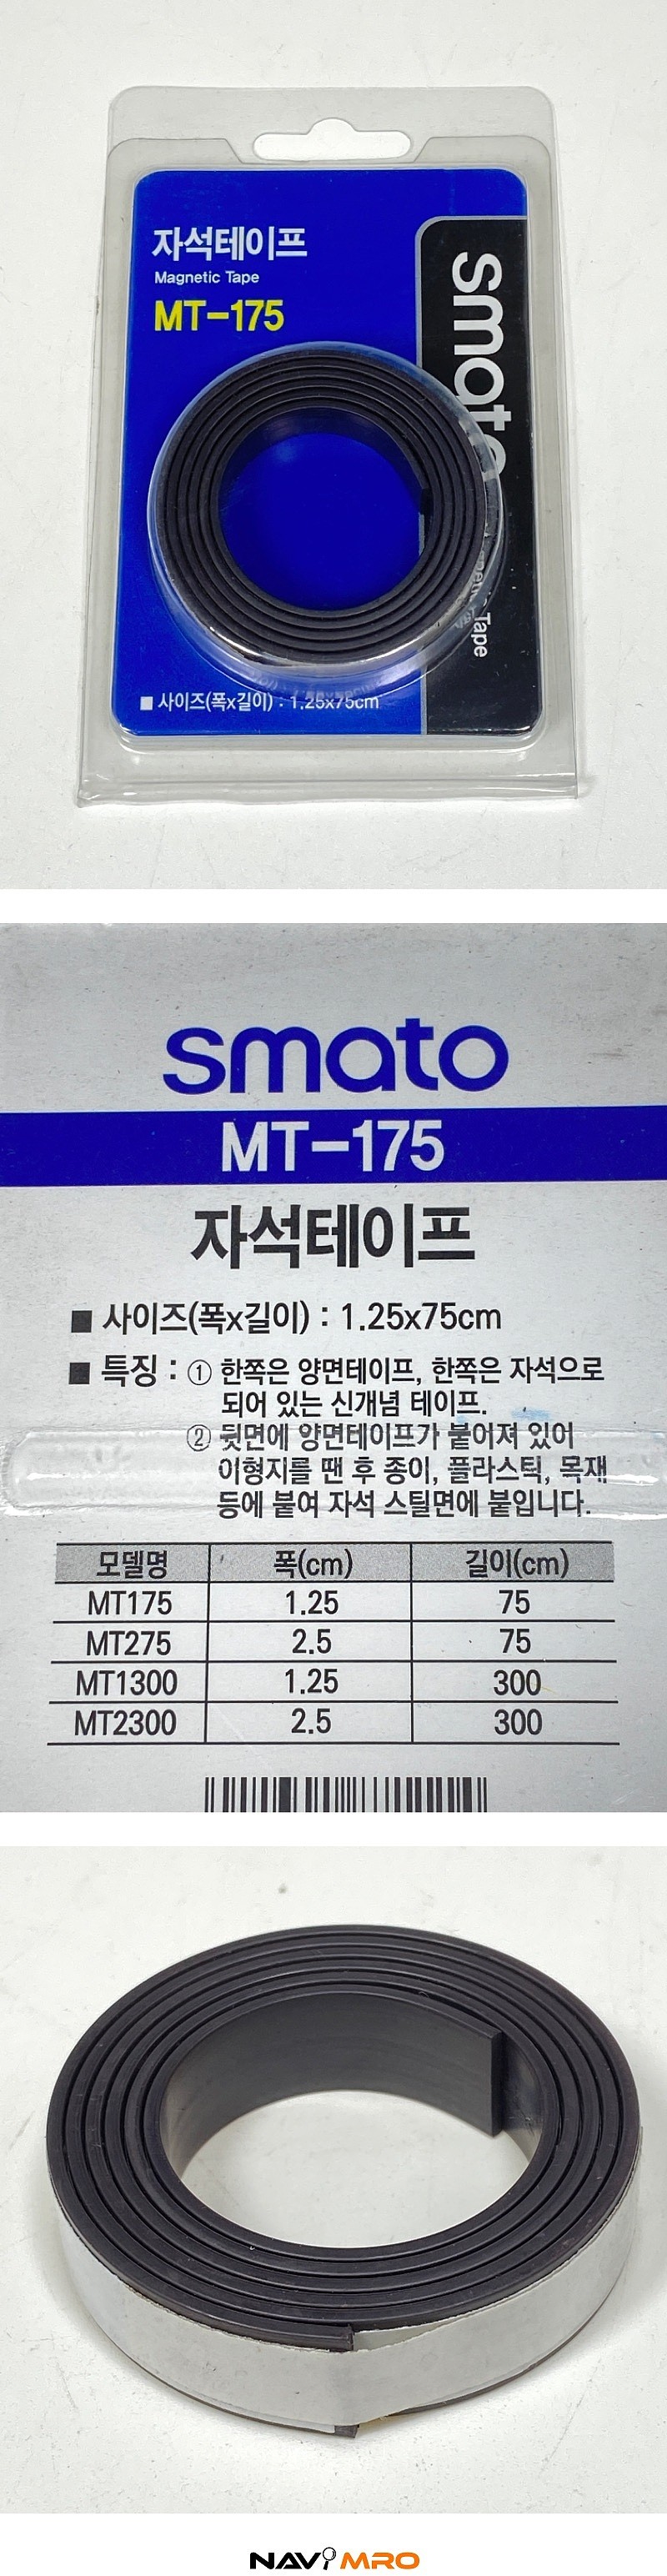 자석테이프
Magnetic Tape
MT-175
smato
Tape
■ 사이즈(폭x길이) : 1.25x75cm
smato
MT-175
자석테이프
■ 사이즈(폭x길이) : 1.25x75cm
■ 특징 : ① 한쪽은 양면테이프, 한쪽은 자석으로
되어 있는 신개념 테이프.
② 뒷면에 양면테이프가 붙어져 있어
이형지를 땐 후 종이, 플라스틱, 목재
등에 붙여 자석 스틸면에 붙입니다.
모델명 폭(cm) 길이(cm)
MT175 1.25 75
MT275 2.5 75
MT1300 1.25 300
MT2300 2.5 300
NAVIMRO